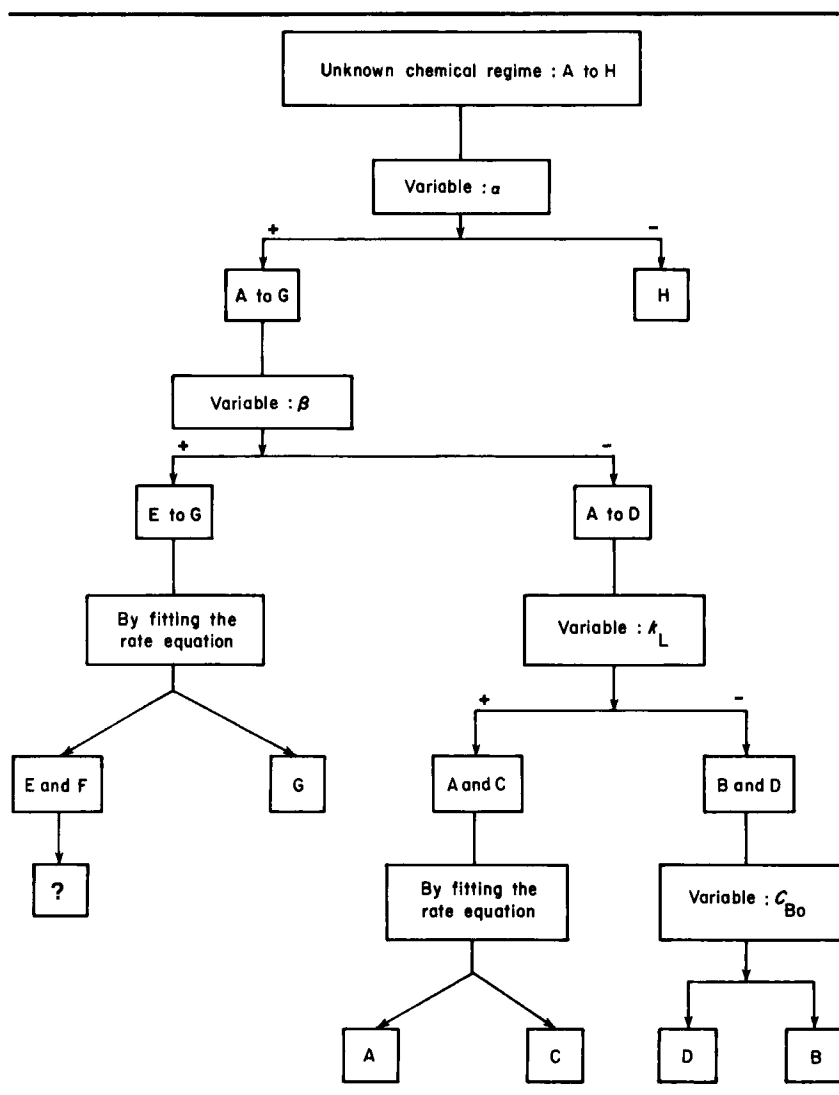 Unknown chemical regime : A to H
Variable : α
+
-
A to G
H
Variable : β
+
-
E to G
A to D
By fitting the
rate equation
Variable : kL
+
-
E and F
G
A and C
B and D
?
By fitting the
rate equation
Variable : CBo
A
C
D
B